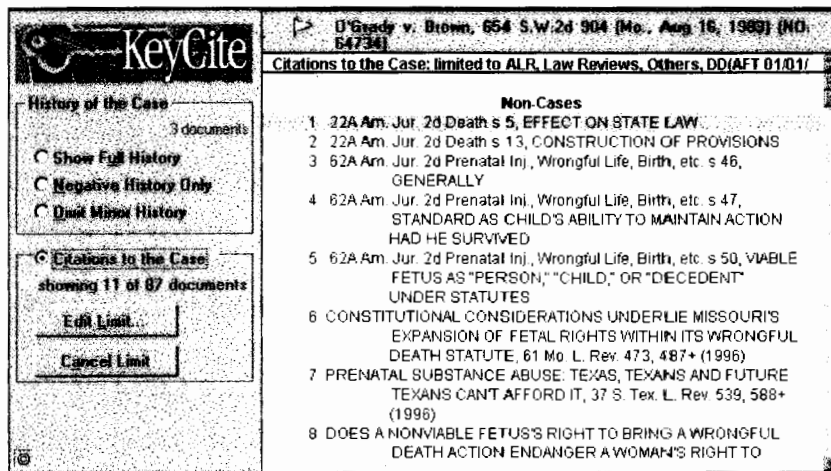 KeyCite
History of the Case
3 documents
Show Full History
Negative History Only
Omit Minor History
Citations to the Case
showing 11 of 87 documents
Edit Limit...
Cancel Limit
O'Grady v. Brown, 654 S.W.2d 904 (Mo., Aug 16, 1983) (NO.
64734)
Citations to the Case: limited to ALR, Law Reviews, Others, DD(AFT 01/01/
Non-Cases
1 22A Am. Jur. 2d Death s 5, EFFECT ON STATE LAW
2 22A Am. Jur. 2d Death s 13, CONSTRUCTION OF PROVISIONS
3 62A Am. Jur. 2d Prenatal Inj., Wrongful Life, Birth, etc. s 46,
GENERALLY
4 62A Am. Jur. 2d Prenatal Inj., Wrongful Life, Birth, etc. s 47,
STANDARD AS CHILD'S ABILITY TO MAINTAIN ACTION
HAD HE SURVIVED
5 62A Am. Jur. 2d Prenatal Inj., Wrongful Life, Birth, etc. s 50, VIABLE
FETUS AS "PERSON," "CHILD," OR "DECEDENT"
UNDER STATUTES
6 CONSTITUTIONAL CONSIDERATIONS UNDERLIE MISSOURI'S
EXPANSION OF FETAL RIGHTS WITHIN ITS WRONGFUL
DEATH STATUTE, 61 Mo. L. Rev. 473, 487+ (1996)
7 PRENATAL SUBSTANCE ABUSE: TEXAS, TEXANS AND FUTURE
TEXANS CAN'T AFFORD IT, 37 S. Tex. L. Rev. 539, 588+
(1996)
8 DOES A NONVIABLE FETUS'S RIGHT TO BRING A WRONGFUL
DEATH ACTION ENDANGER A WOMAN'S RIGHT TO
©